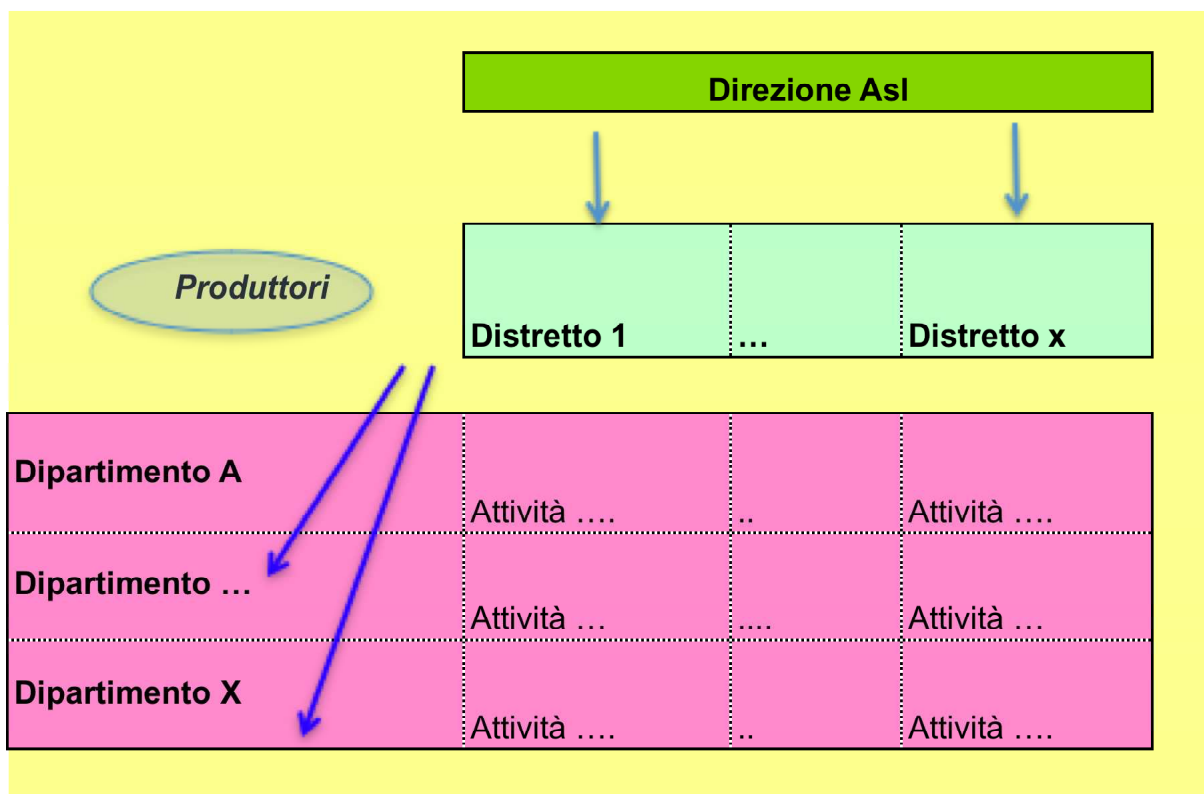 Direzione Asl
Produttori
Distretto 1 … Distretto x
Dipartimento A
Attività …. .. Attività ….
Dipartimento …
Attività … .... Attività …
Dipartimento X
Attività …. .. Attività ….